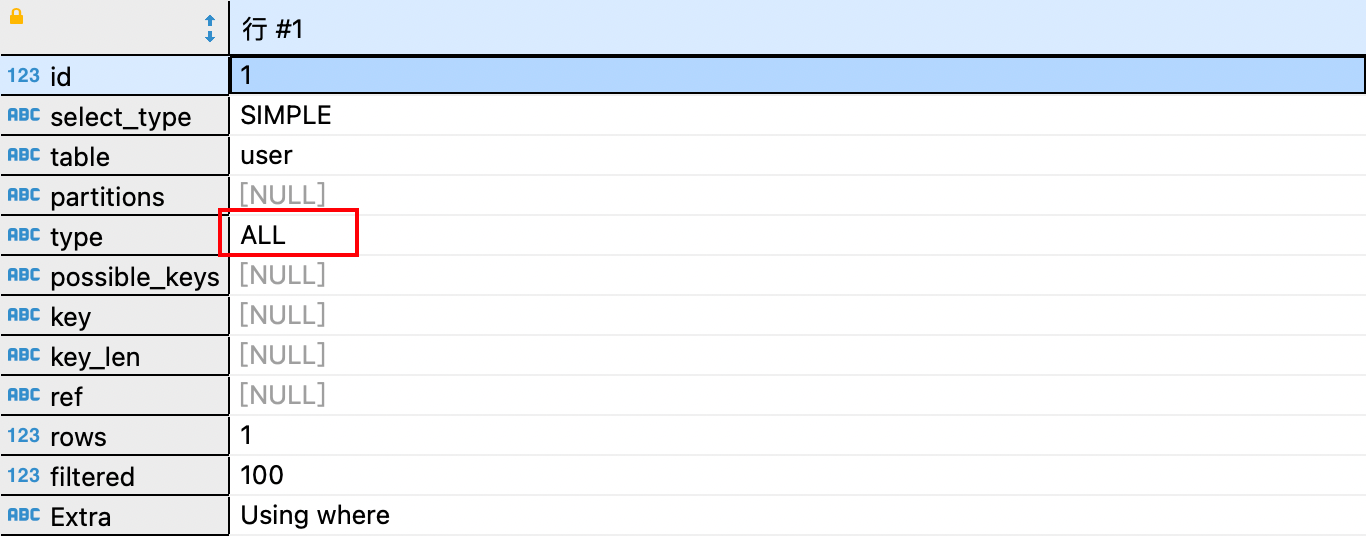 行 #1
123 id 1
ABC select_type SIMPLE
ABC table user
ABC partitions [NULL]
ABC type ALL
ABC possible_keys [NULL]
ABC key [NULL]
ABC key_len [NULL]
ABC ref [NULL]
123 rows 1
123 filtered 100
ABC Extra Using where